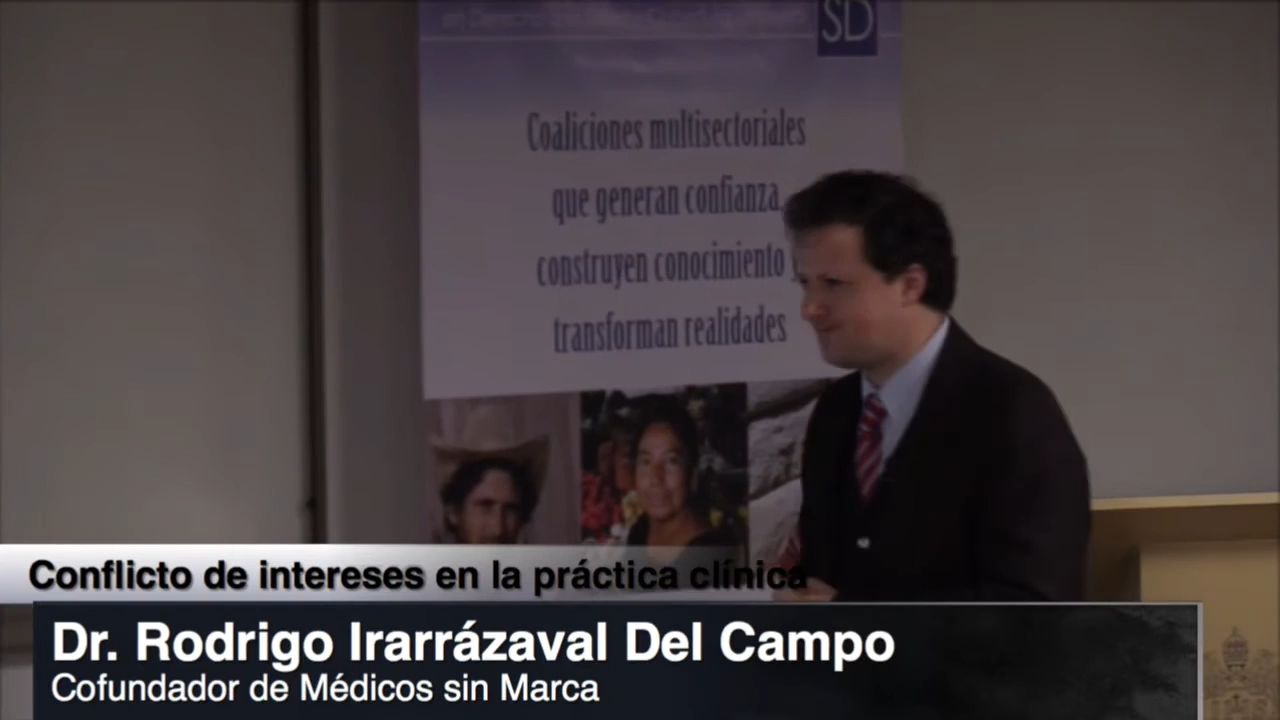 SD
Coaliciones multisectoriales
que generan confianza,
construyen conocimiento
transforman realidades
Conflicto de intereses en la práctica clínica
Dr. Rodrigo Irarrázaval Del Campo
Cofundador de Médicos sin Marca